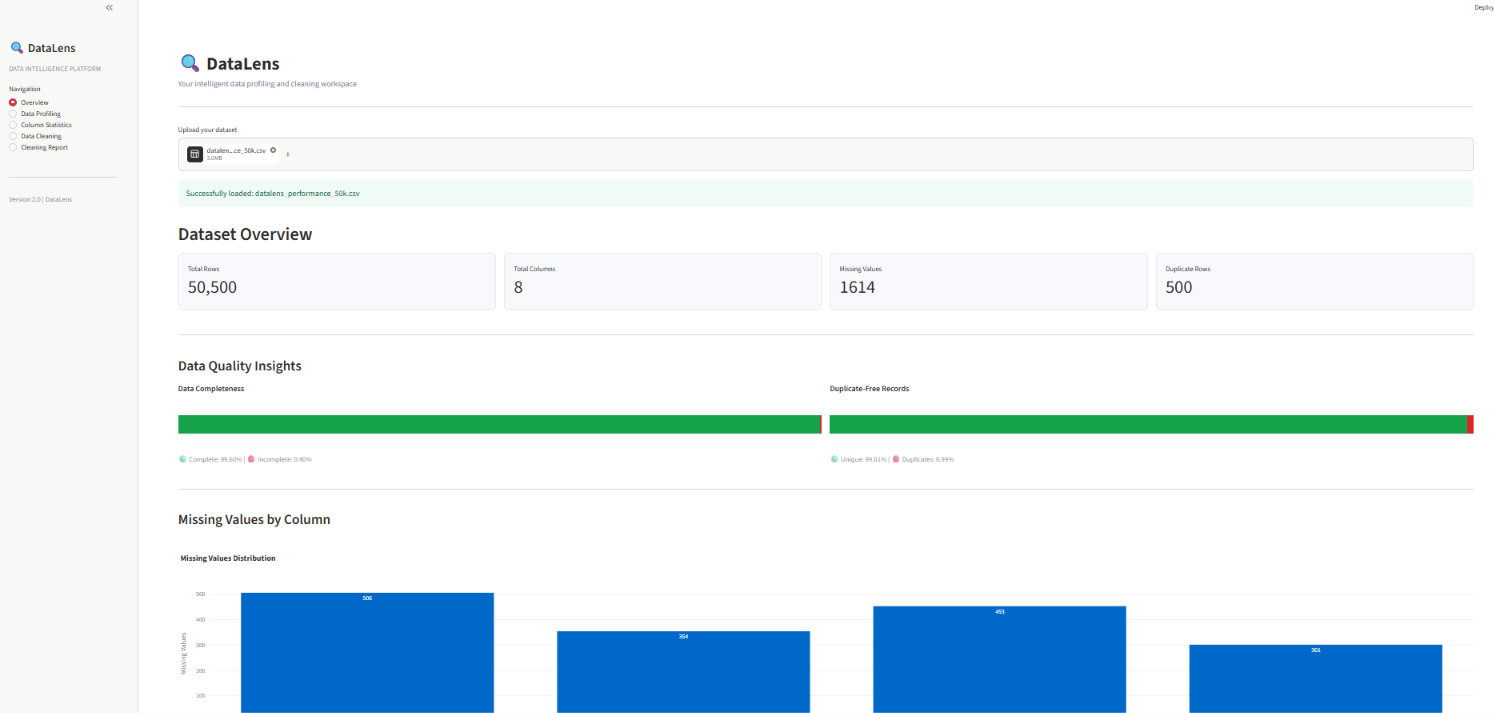 Deploy
DataLens
DATA INTELLIGENCE PLATFORM
Navigation
Overview
Data Profiling
Column Statistics
Data Cleaning
Cleaning Report
Version 2.0 | DataLens
DataLens
Your intelligent data profiling and cleaning workspace
Upload your dataset
datalen...ce_50k.csv
3.0MB
Successfully loaded: datalens_performance_50k.csv
Dataset Overview
Total Rows
50,500
Total Columns
8
Missing Values
1614
Duplicate Rows
500
Data Quality Insights
Data Completeness
Complete: 99.60% | Incomplete: 0.40%
Duplicate-Free Records
Unique: 99.01% | Duplicates: 0.99%
Missing Values by Column
Missing Values Distribution
Missing Values
500
400
300
200
100
506
354
453
301